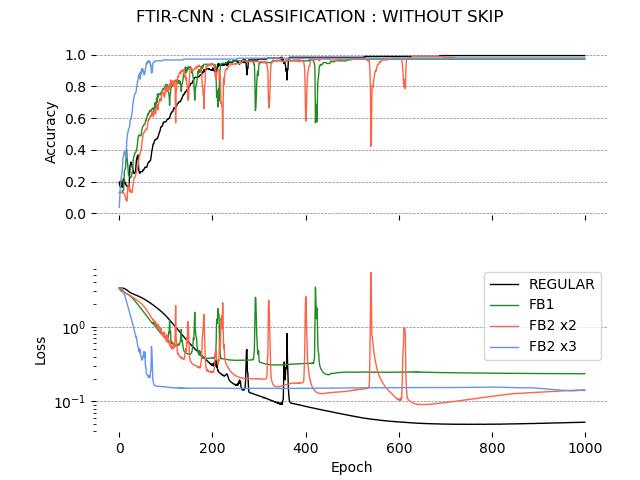 FTIR-CNN : CLASSIFICATION : WITHOUT SKIP
1.0
0.8
0.6
0.4
0.2
0.0
Accuracy
REGULAR
FB1
FB2 x2
FB2 x3
10⁰
10⁻¹
Loss
0 200 400 600 800 1000
Epoch